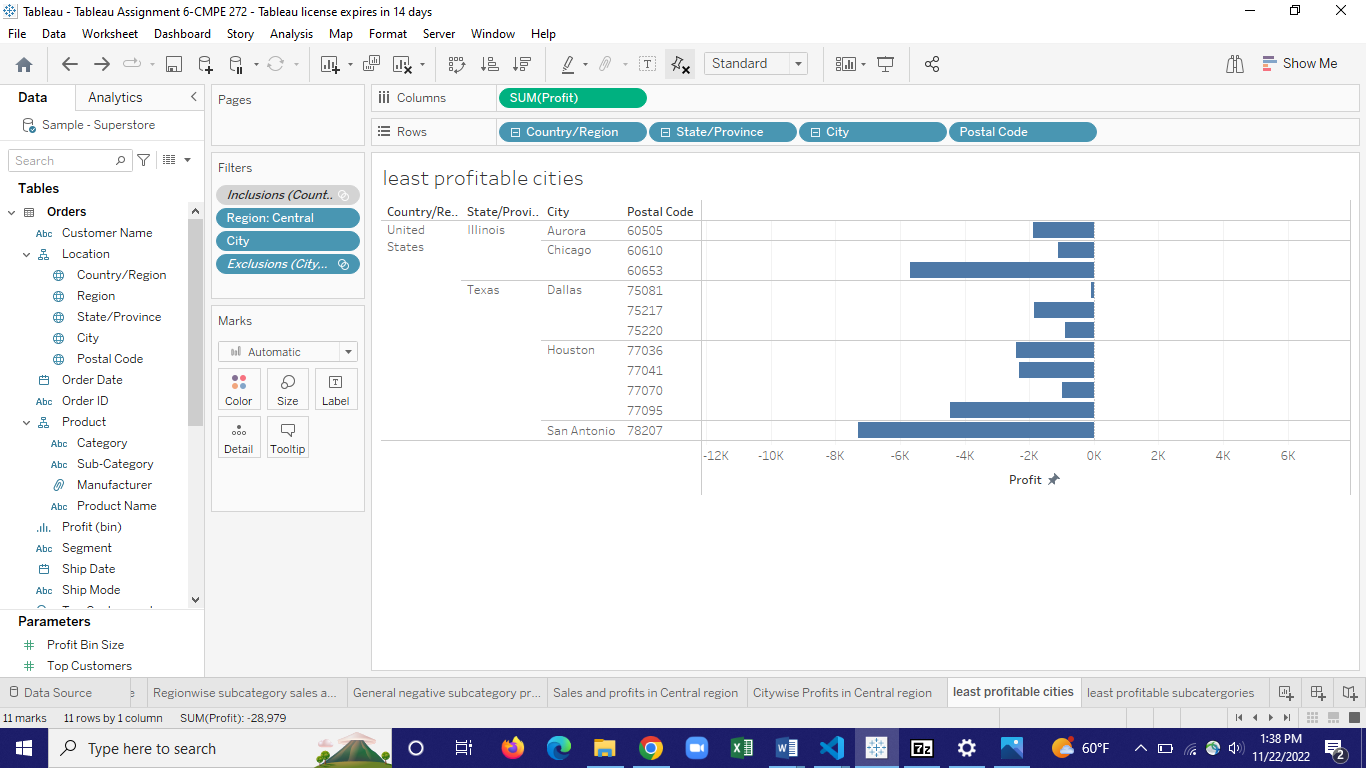 Tableau - Tableau Assignment 6-CMPE 272 - Tableau license expires in 14 days
File Data Worksheet Dashboard Story Analysis Map Format Server Window Help
Standard
Show Me
Data Analytics
Sample - Superstore
Search
Tables
Orders
Abc Customer Name
Location
Country/Region
Region
State/Province
City
Postal Code
Order Date
Abc Order ID
Product
Abc Category
Abc Sub-Category
Manufacturer
Abc Product Name
Profit (bin)
Abc Segment
Ship Date
Abc Ship Mode
Parameters
# Profit Bin Size
# Top Customers
Pages
Filters
Inclusions (Count..
Region: Central
City
Exclusions (City,..
Marks
Automatic
Color Size Label
Detail Tooltip
Columns SUM(Profit)
Rows Country/Region State/Province City Postal Code
least profitable cities
Country/Re.. State/Provi.. City Postal Code
United States Illinois Aurora 60505
Chicago 60610
60653
Texas Dallas 75081
75217
75220
Houston 77036
77041
77070
77095
San Antonio 78207
-12K -10K -8K -6K -4K -2K 0K 2K 4K 6K
Profit
Data Source e Regionwise subcategory sales a... General negative subcategory pr... Sales and profits in Central region Citywise Profits in Central region least profitable cities least profitable subcatergories
11 marks 11 rows by 1 column SUM(Profit): -28,979
Type here to search
60°F
1:38 PM
11/22/2022
2